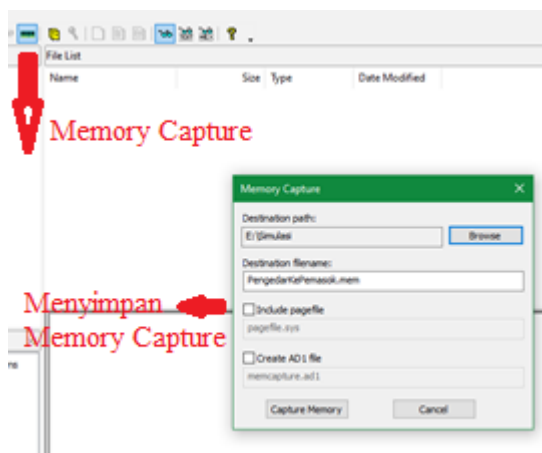 File List
Name Size Type Date Modified
Memory Capture
Memory Capture
Destination path:
E:\Simulasi
Browse
Destination filename:
PengedarKePemasok.mem
Menyimpan
Memory Capture
Include pagefile
pagefile.sys
Create AD1 file
memcapture.ad1
Capture Memory Cancel